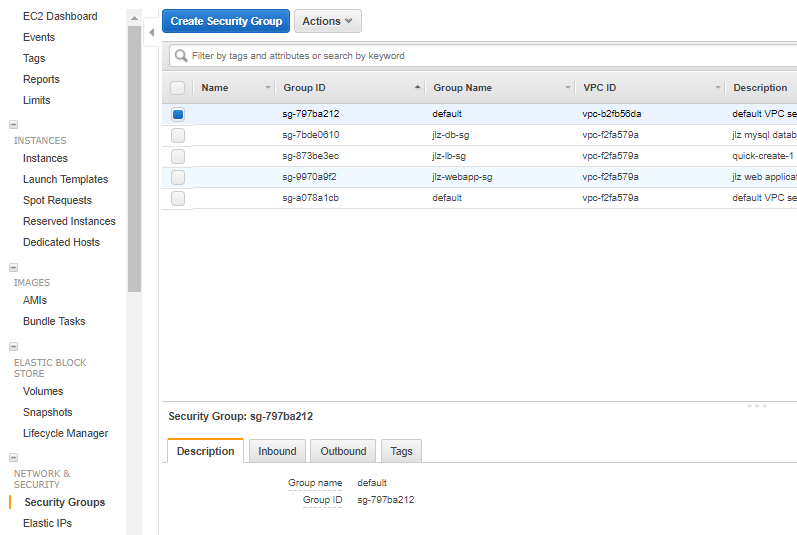 EC2 Dashboard
Events
Tags
Reports
Limits
INSTANCES
Instances
Launch Templates
Spot Requests
Reserved Instances
Dedicated Hosts
IMAGES
AMIs
Bundle Tasks
ELASTIC BLOCK
STORE
Volumes
Snapshots
Lifecycle Manager
NETWORK &
SECURITY
Security Groups
Elastic IPs
Create Security Group Actions
Filter by tags and attributes or search by keyword
Name Group ID Group Name VPC ID Description
sg-797ba212 default vpc-b2fb56da default VPC se
sg-7bde0610 jlz-db-sg vpc-f2fa579a jlz mysql datab
sg-873be3ec jlz-lb-sg vpc-f2fa579a quick-create-1
sg-9970a9f2 jlz-webapp-sg vpc-f2fa579a jlz web applicat
sg-a078a1cb default vpc-f2fa579a default VPC se
Security Group: sg-797ba212
Description Inbound Outbound Tags
Group name default
Group ID sg-797ba212